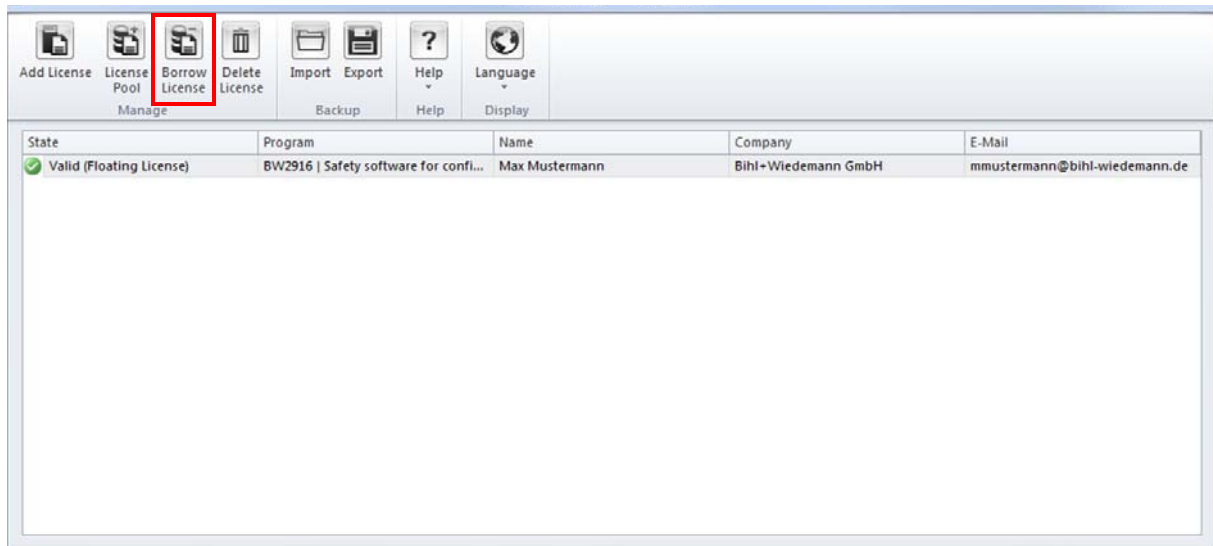 Add License License Pool Borrow License Delete License Import Export Help Language
Manage Backup Help Display
State Program Name Company E-Mail
Valid (Floating License) BW2916 | Safety software for confi... Max Mustermann Bihl+Wiedemann GmbH mmustermann@bihl-wiedemann.de